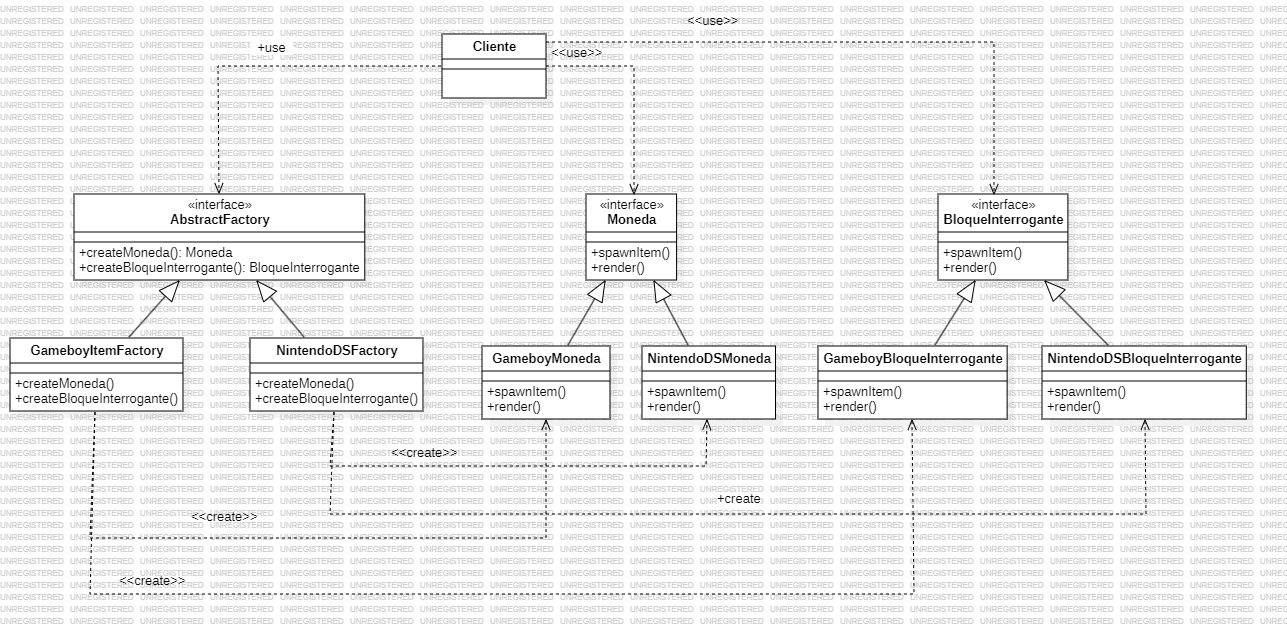 <<use>>
+use
Cliente
<<use>>
«interface»
AbstractFactory
+createMoneda(): Moneda
+createBloqueInterrogante(): BloqueInterrogante
«interface»
Moneda
+spawnItem()
+render()
«interface»
BloqueInterrogante
+spawnItem()
+render()
GameboyItemFactory
+createMoneda()
+createBloqueInterrogante()
NintendoDSFactory
+createMoneda()
+createBloqueInterrogante()
GameboyMoneda
+spawnItem()
+render()
NintendoDSMoneda
+spawnItem()
+render()
GameboyBloqueInterrogante
+spawnItem()
+render()
NintendoDSBloqueInterrogante
+spawnItem()
+render()
<<create>>
+create
<<create>>
<<create>>
UNREGISTERED